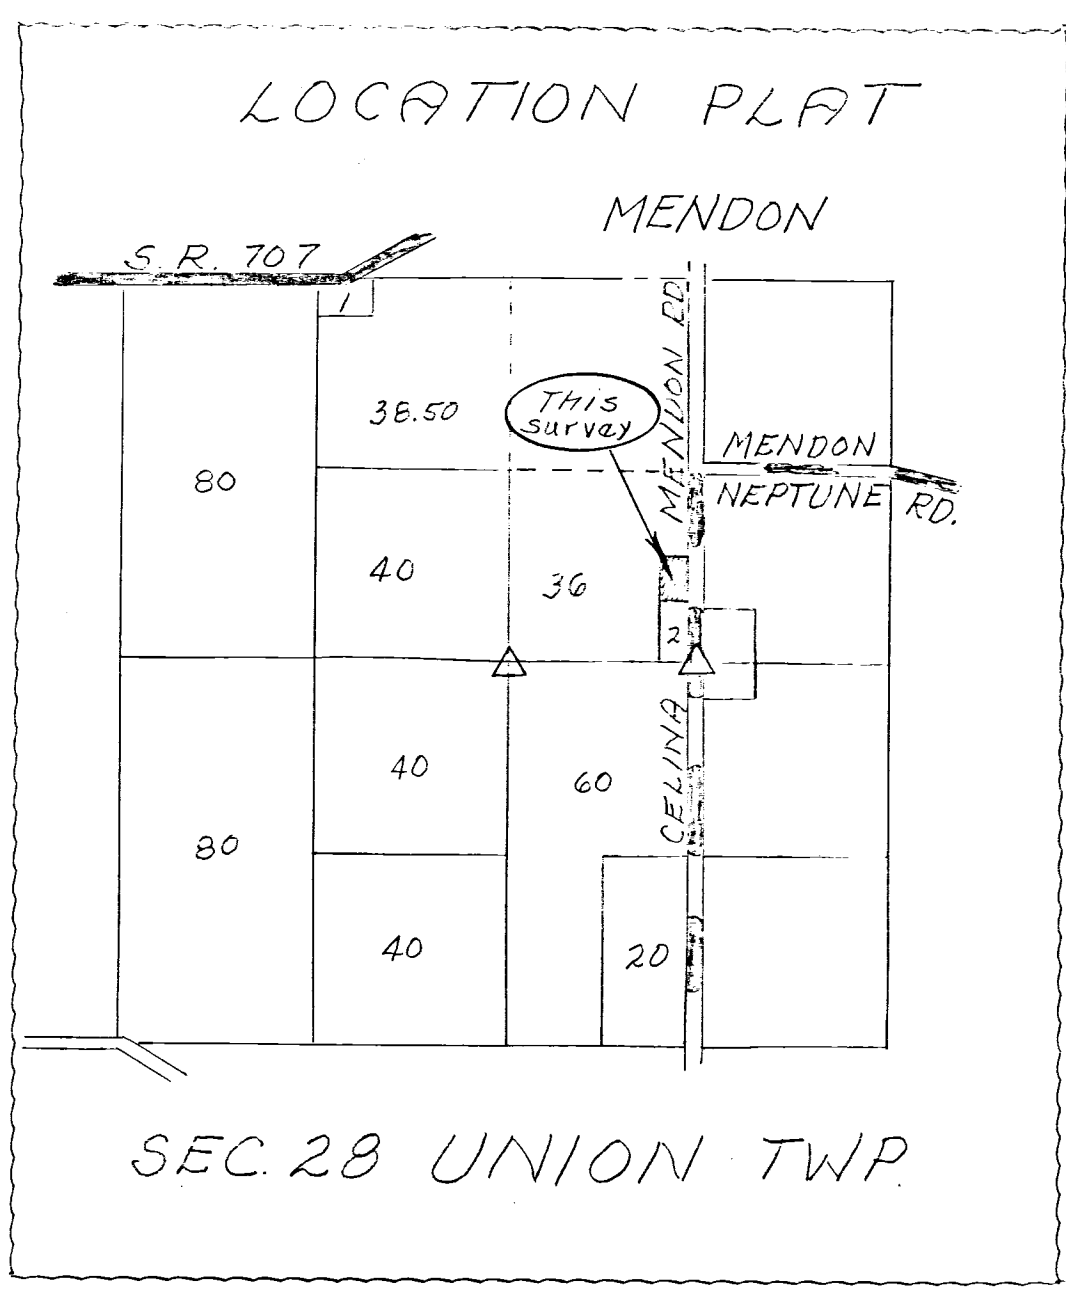 LOCATION PLAT
MENDON
S. R. 707
1
MENDON RD.
38.50
This
survey
MENDON
80
NEPTUNE RD.
40
36
2
CELINA
40
60
80
40
20
SEC. 28 UNION TWP.